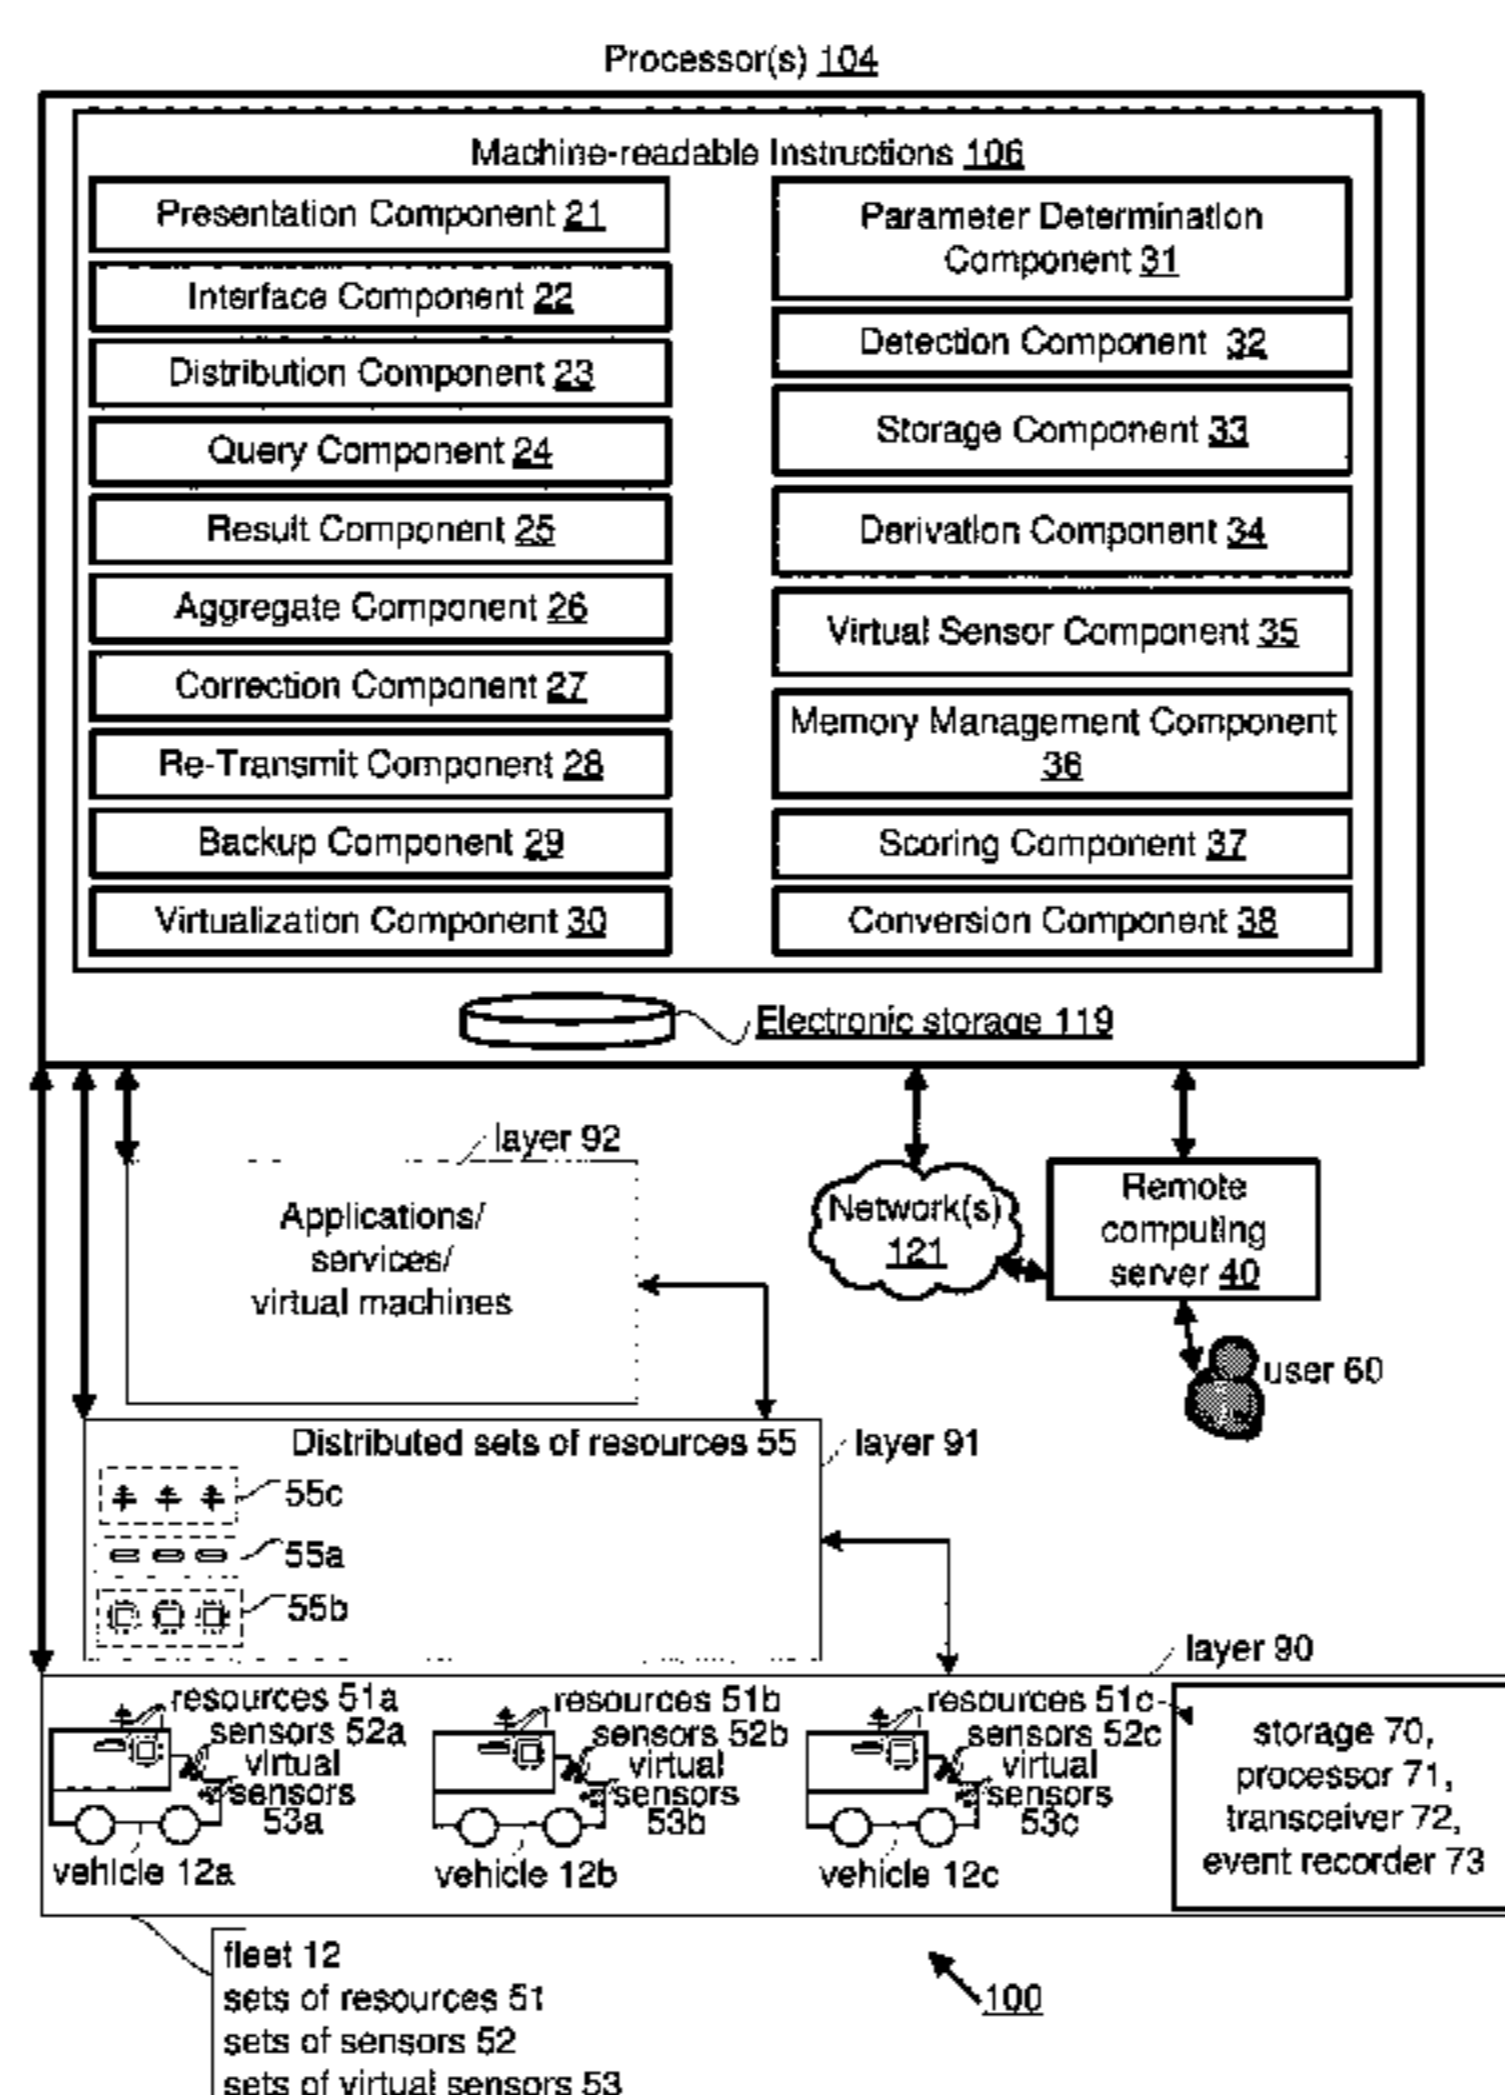 Processor(s) 104
Machine-readable Instructions 106
Presentation Component 21
Interface Component 22
Distribution Component 23
Query Component 24
Result Component 25
Aggregate Component 26
Correction Component 27
Re-Transmit Component 28
Backup Component 29
Virtualization Component 30
Parameter Determination
Component 31
Detection Component 32
Storage Component 33
Derivation Component 34
Virtual Sensor Component 35
Memory Management Component
36
Scoring Component 37
Conversion Component 38
Electronic storage 119
layer 92
Applications/
services/
virtual machines
Network(s)
121
Remote
computing
server 40
user 60
Distributed sets of resources 55
layer 91
55c
55a
55b
layer 90
resources 51a
sensors 52a
virtual
sensors
53a
vehicle 12a
resources 51b
sensors 52b
virtual
sensors
53b
vehicle 12b
resources 51c
sensors 52c
virtual
sensors
53c
vehicle 12c
storage 70,
processor 71,
transceiver 72,
event recorder 73
fleet 12
sets of resources 51
sets of sensors 52
sets of virtual sensors 53
100